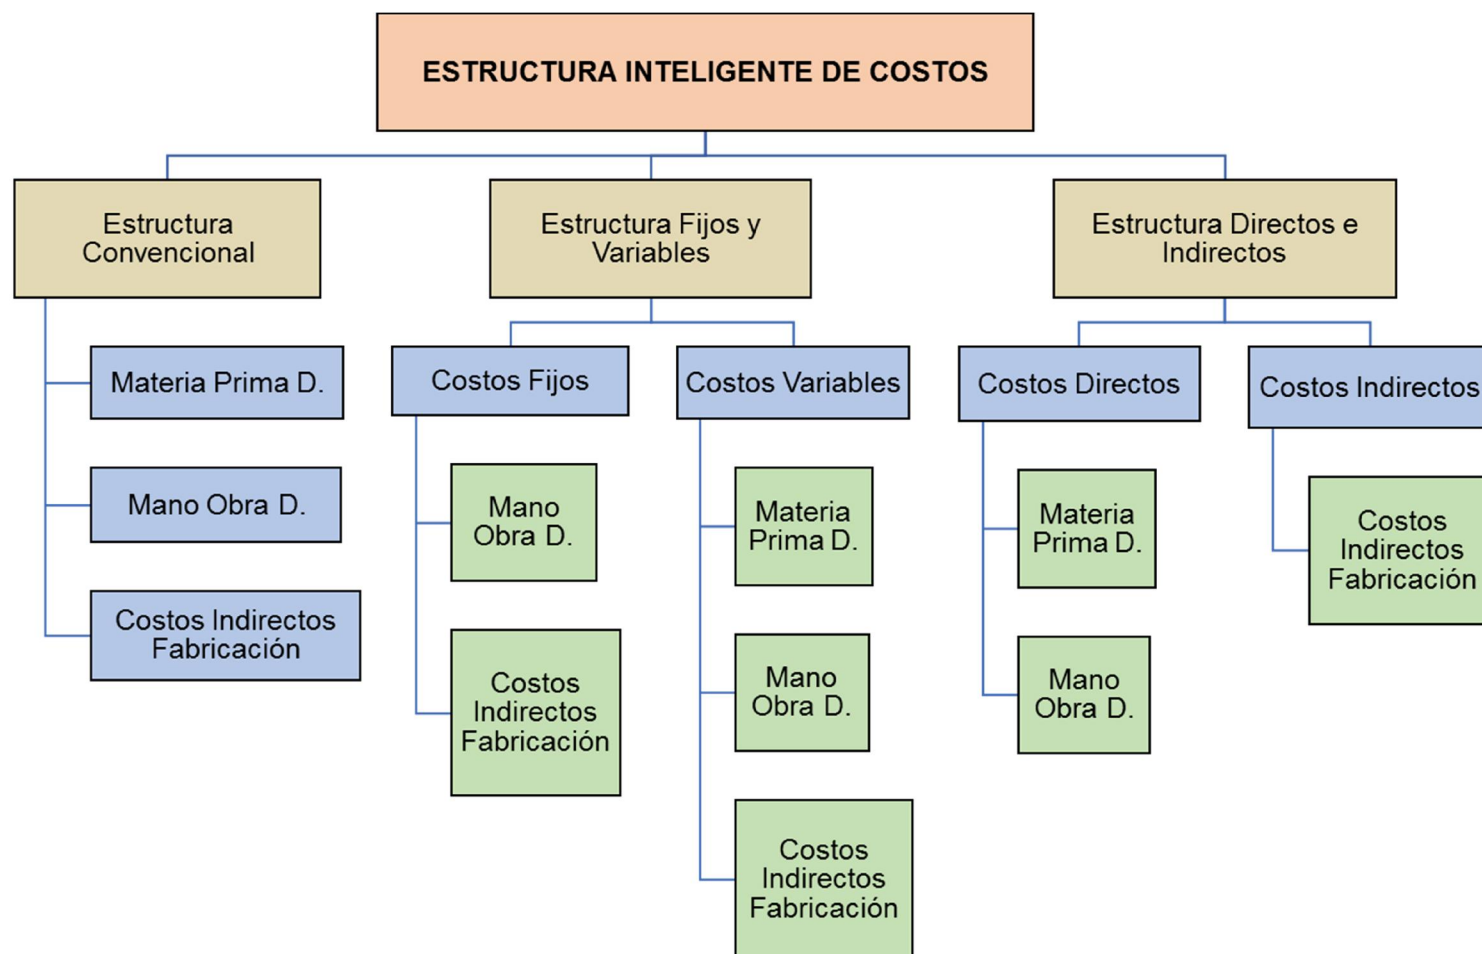 ESTRUCTURA INTELIGENTE DE COSTOS
Estructura
Convencional
Materia Prima D.
Mano Obra D.
Costos Indirectos
Fabricación
Estructura Fijos y
Variables
Costos Fijos
Mano
Obra D.
Costos
Indirectos
Fabricación
Costos Variables
Materia
Prima D.
Mano
Obra D.
Costos
Indirectos
Fabricación
Estructura Directos e
Indirectos
Costos Directos
Materia
Prima D.
Mano
Obra D.
Costos Indirectos
Costos
Indirectos
Fabricación